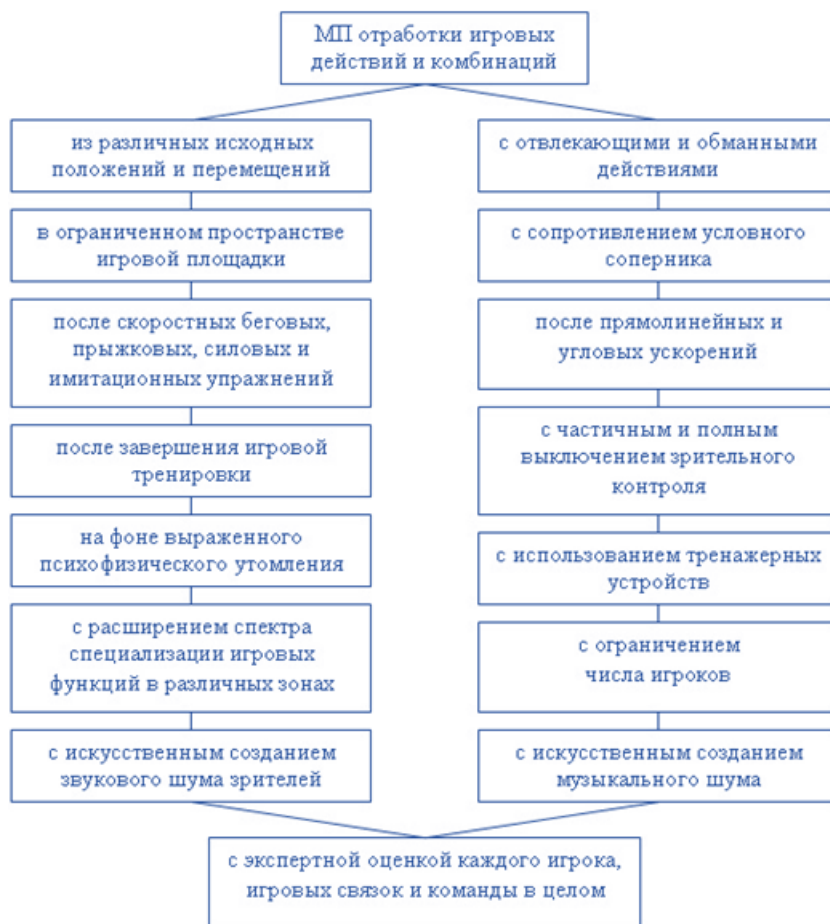 МП отработки игровых
действий и комбинаций
из различных исходных
положений и перемещений
в ограниченном пространстве
игровой площадки
после скоростных беговых,
прыжковых, силовых и
имитационных упражнений
после завершения игровой
тренировки
на фоне выраженного
психофизического утомления
с расширением спектра
специализации игровых
функций в различных зонах
с искусственным созданием
звукового шума зрителей
с отвлекающими и обманными
действиями
с сопротивлением условного
соперника
после прямолинейных и
угловых ускорений
с частичным и полным
выключением зрительного
контроля
с использованием тренажерных
устройств
с ограничением
числа игроков
с искусственным созданием
музыкального шума
с экспертной оценкой каждого игрока,
игровых связок и команды в целом